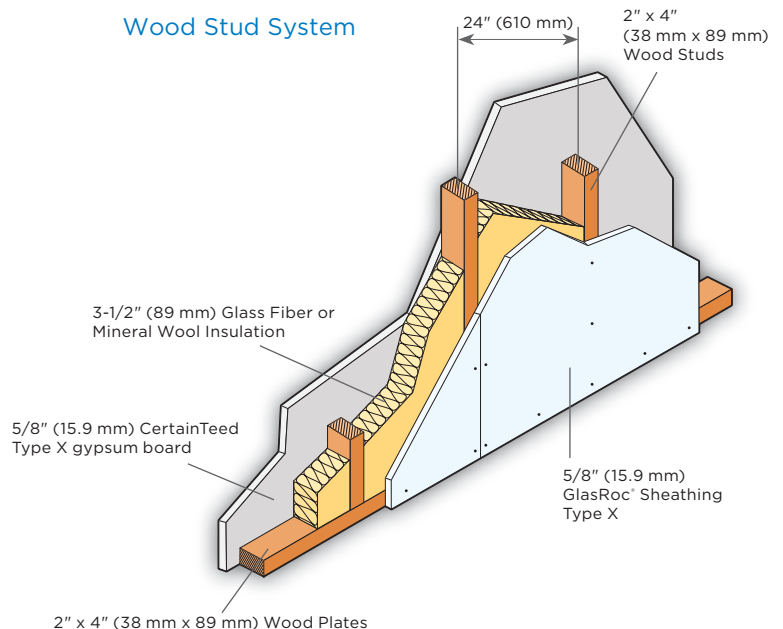 Wood Stud System
24" (610 mm)
2" x 4"
(38 mm x 89 mm)
Wood Studs
3-1/2" (89 mm) Glass Fiber or
Mineral Wool Insulation
5/8" (15.9 mm) CertainTeed
Type X gypsum board
5/8" (15.9 mm)
GlasRoc® Sheathing
Type X
2" x 4" (38 mm x 89 mm) Wood Plates